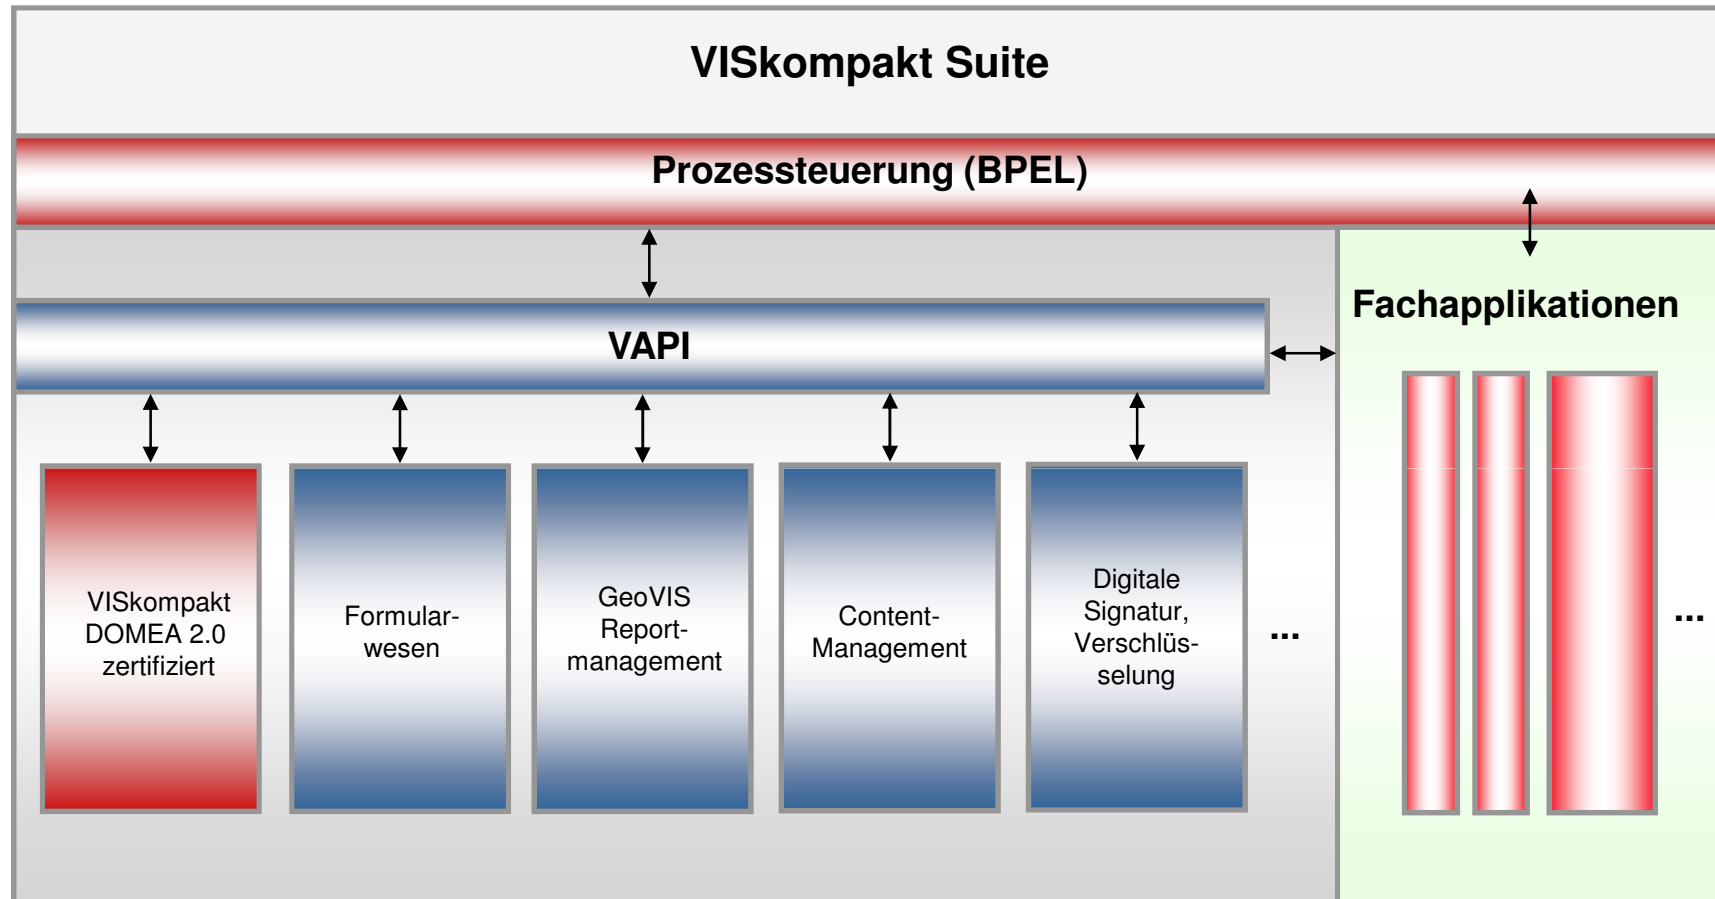 VISkompakt Suite
Prozessteuerung (BPEL)
VAPI
Fachapplikationen
VISkompakt
DOMEA 2.0
zertifiziert
Formular-
wesen
GeoVIS
Report-
management
Content-
Management
Digitale
Signatur,
Verschlüs-
selung
...
...